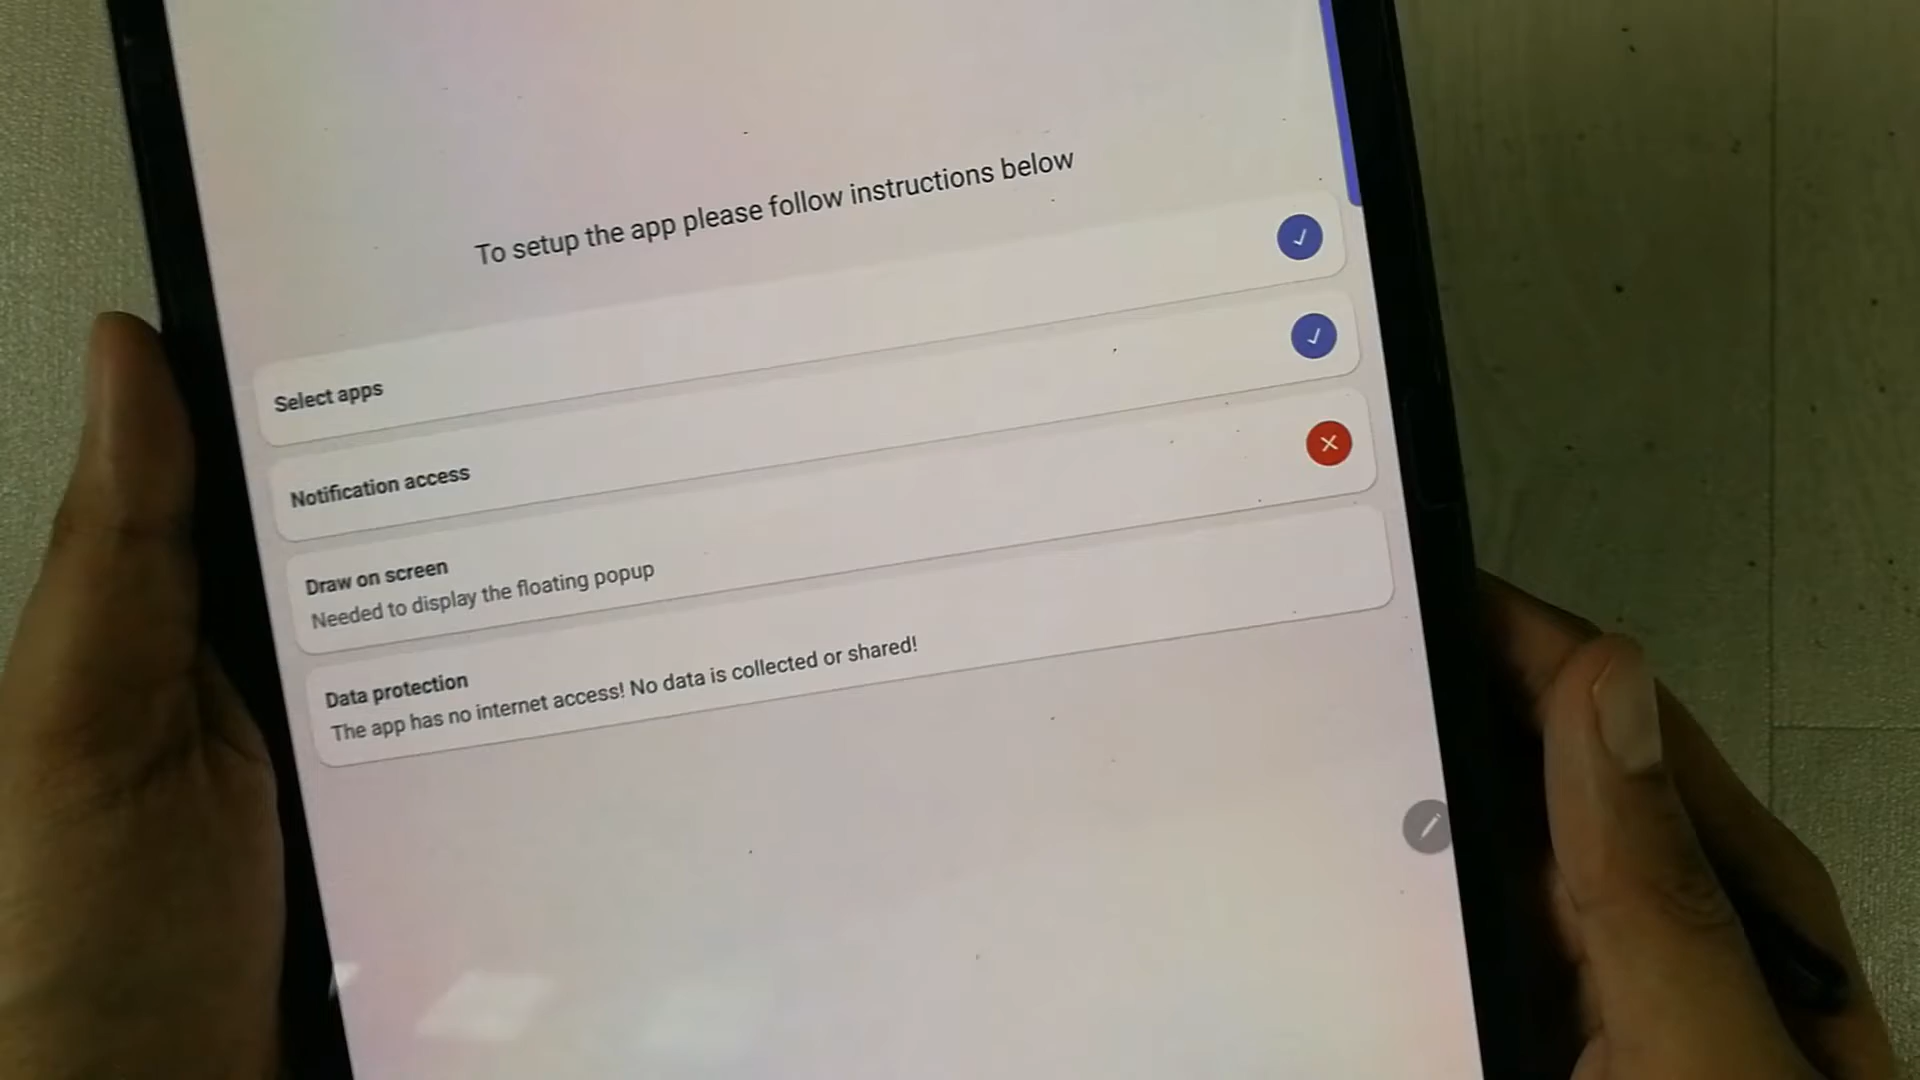 To setup the app please follow instructions below
Select apps
Notification access
Draw on screen
Needed to display the floating popup
Data protection
The app has no internet access! No data is collected or shared!